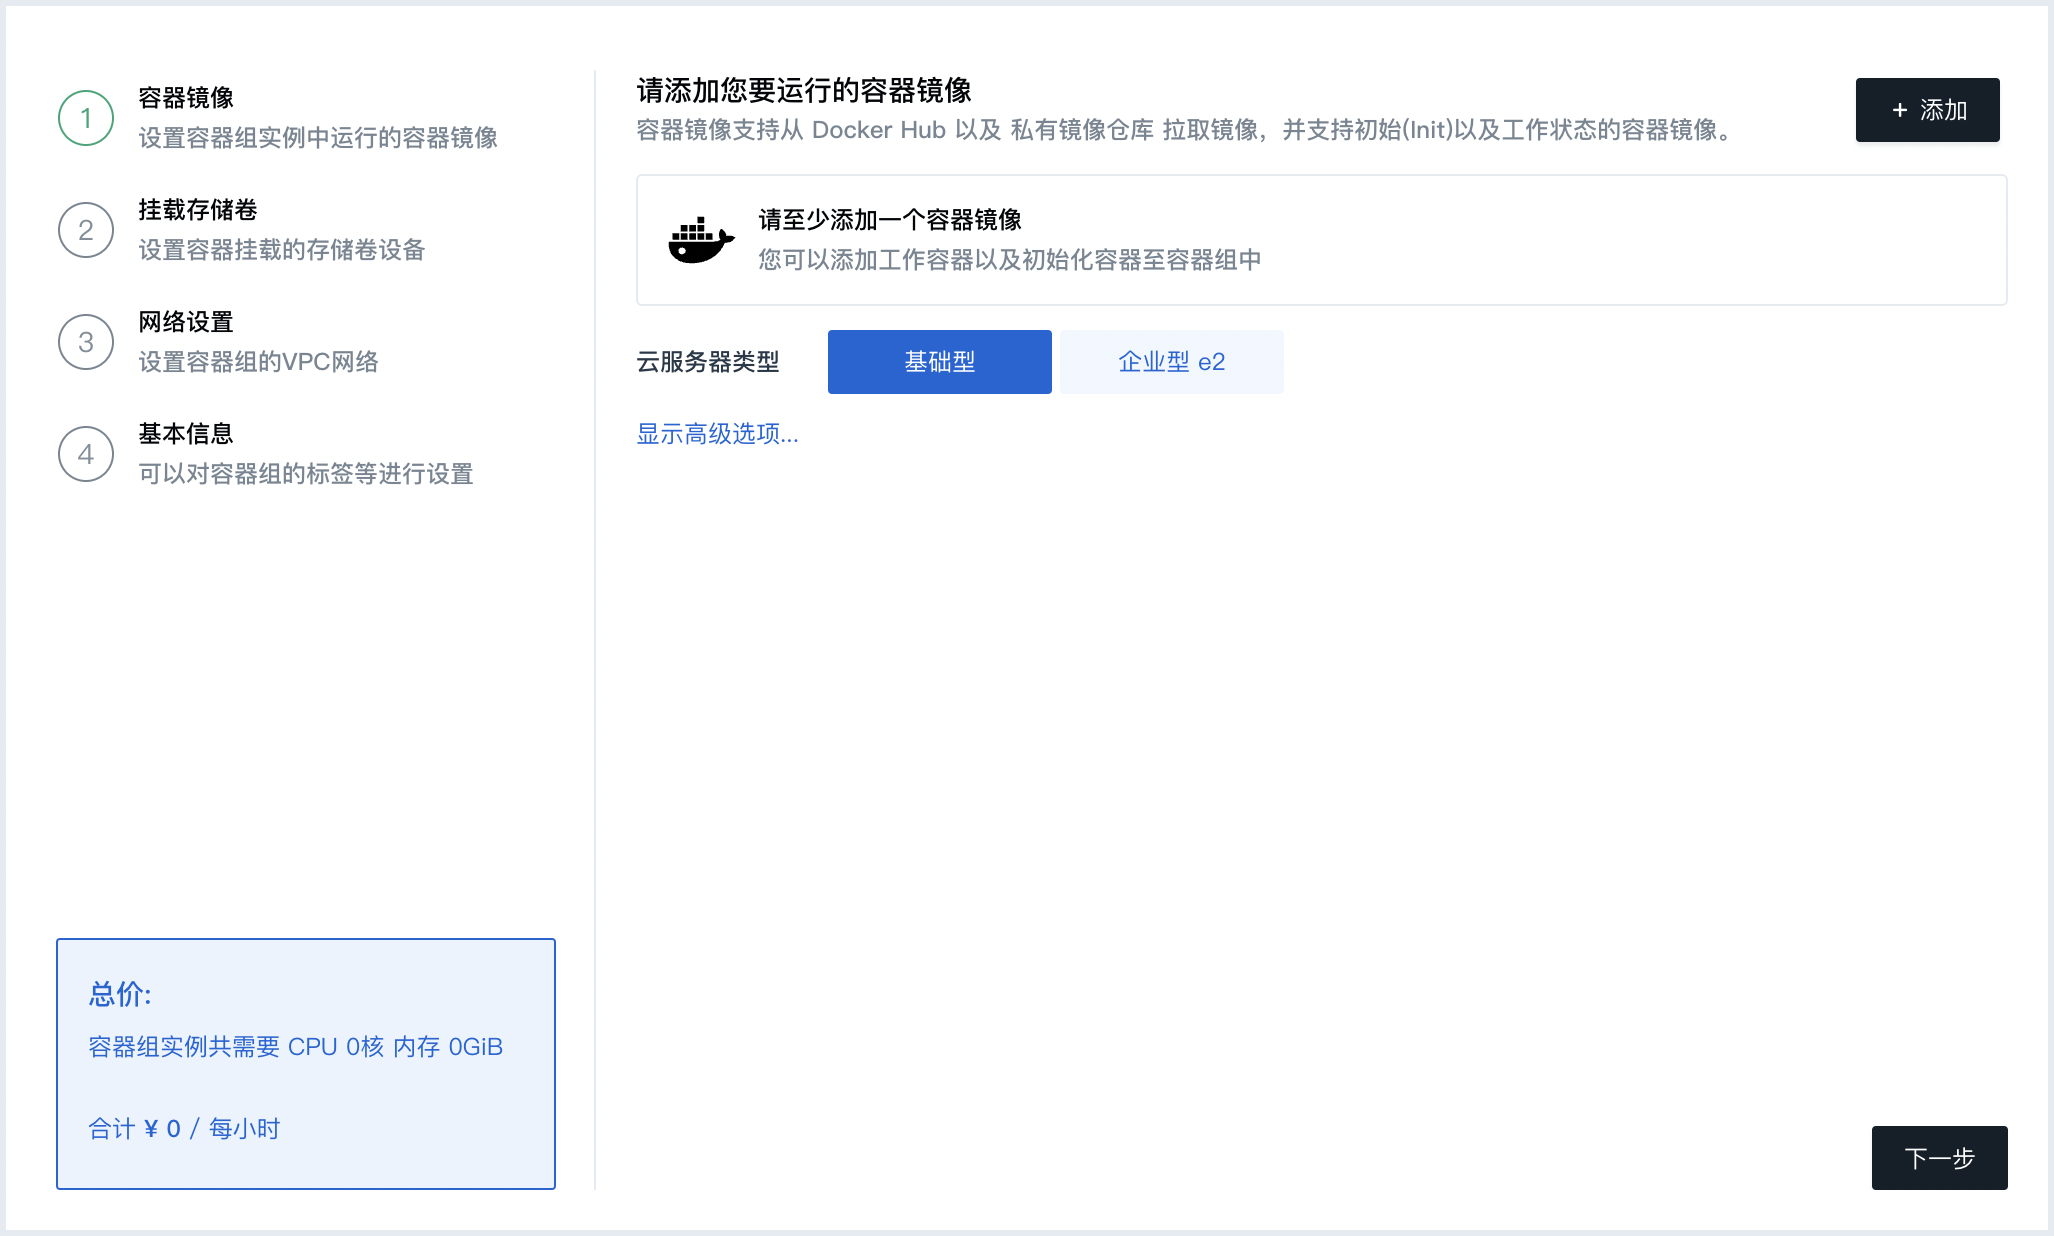 1
容器镜像
设置容器组实例中运行的容器镜像
2
挂载存储卷
设置容器挂载的存储卷设备
3
网络设置
设置容器组的VPC网络
4
基本信息
可以对容器组的标签等进行设置
总价:
容器组实例共需要 CPU 0核 内存 0GiB
合计 ¥ 0 / 每小时
请添加您要运行的容器镜像
容器镜像支持从 Docker Hub 以及 私有镜像仓库 拉取镜像，并支持初始(Init)以及工作状态的容器镜像。
+ 添加
请至少添加一个容器镜像
您可以添加工作容器以及初始化容器至容器组中
云服务器类型 基础型 企业型 e2
显示高级选项...
下一步